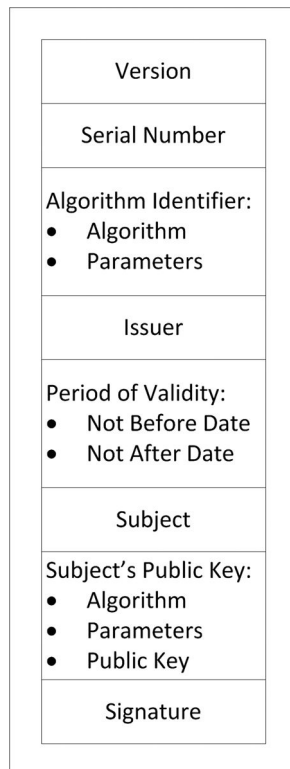 Version
Serial Number
Algorithm Identifier:
• Algorithm
• Parameters
Issuer
Period of Validity:
• Not Before Date
• Not After Date
Subject
Subject’s Public Key:
• Algorithm
• Parameters
• Public Key
Signature